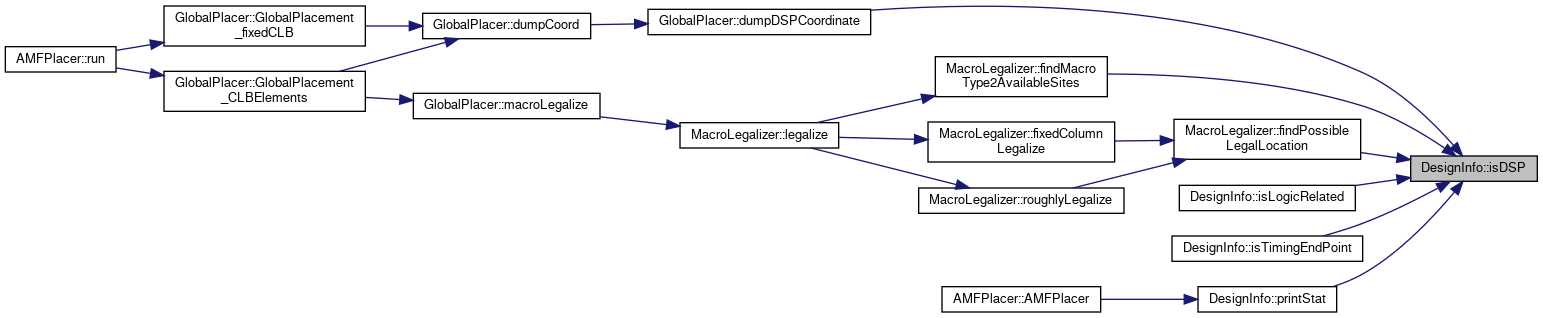 GlobalPlacer::GlobalPlacement
_fixedCLB
AMFPlacer::run
GlobalPlacer::GlobalPlacement
_CLBElements
GlobalPlacer::dumpCoord
GlobalPlacer::dumpDSPCoordinate
GlobalPlacer::macroLegalize
MacroLegalizer::findMacro
Type2AvailableSites
MacroLegalizer::legalize
MacroLegalizer::fixedColumn
Legalize
MacroLegalizer::findPossible
LegalLocation
MacroLegalizer::roughlyLegalize
DesignInfo::isDSP
DesignInfo::isLogicRelated
DesignInfo::isTimingEndPoint
AMFPlacer::AMFPlacer
DesignInfo::printStat